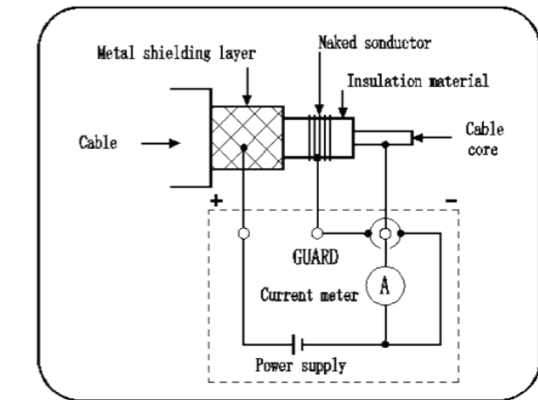 Metal shielding layer
Naked sonductor
Insulation material
Cable
Cable
core
+
-
GUARD
Current meter
A
Power supply